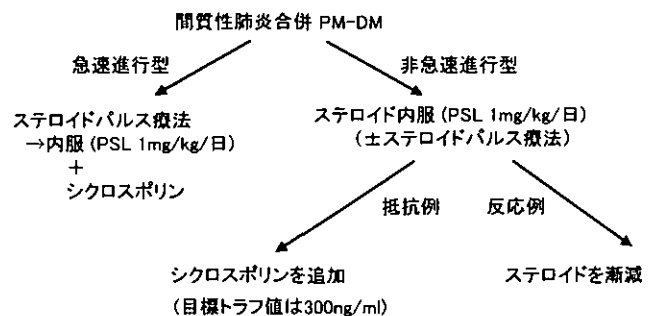 間質性肺炎合併 PM-DM
急速進行型
非急速進行型
ステロイドパルス療法
→内服 (PSL 1mg/kg/日)
+
シクロスポリン
ステロイド内服 (PSL 1mg/kg/日)
(±ステロイドパルス療法)
抵抗例
反応例
シクロスポリンを追加
(目標トラフ値は300ng/ml)
ステロイドを漸減